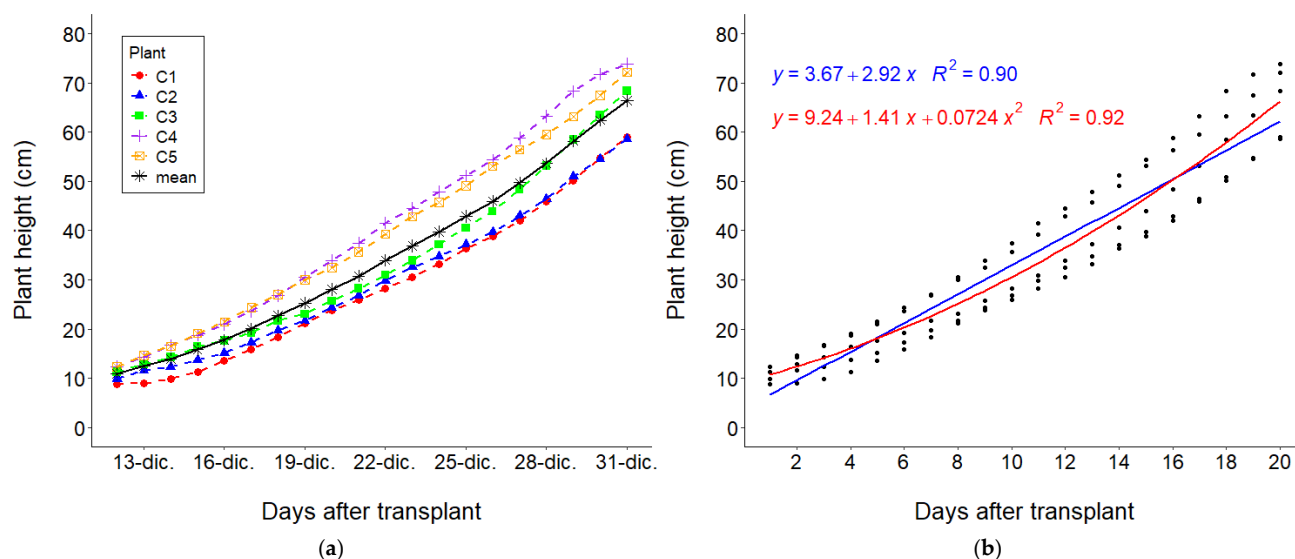 80
70
60
50
40
30
20
10
0
Plant height (cm)
Plant
C1
C2
C3
C4
C5
mean
13-dic. 16-dic. 19-dic. 22-dic. 25-dic. 28-dic. 31-dic.
Days after transplant
(a)
80
70
60
50
40
30
20
10
0
Plant height (cm)
y = 3.67 + 2.92 x R² = 0.90
y = 9.24 + 1.41 x + 0.0724 x² R² = 0.92
2 4 6 8 10 12 14 16 18 20
Days after transplant
(b)